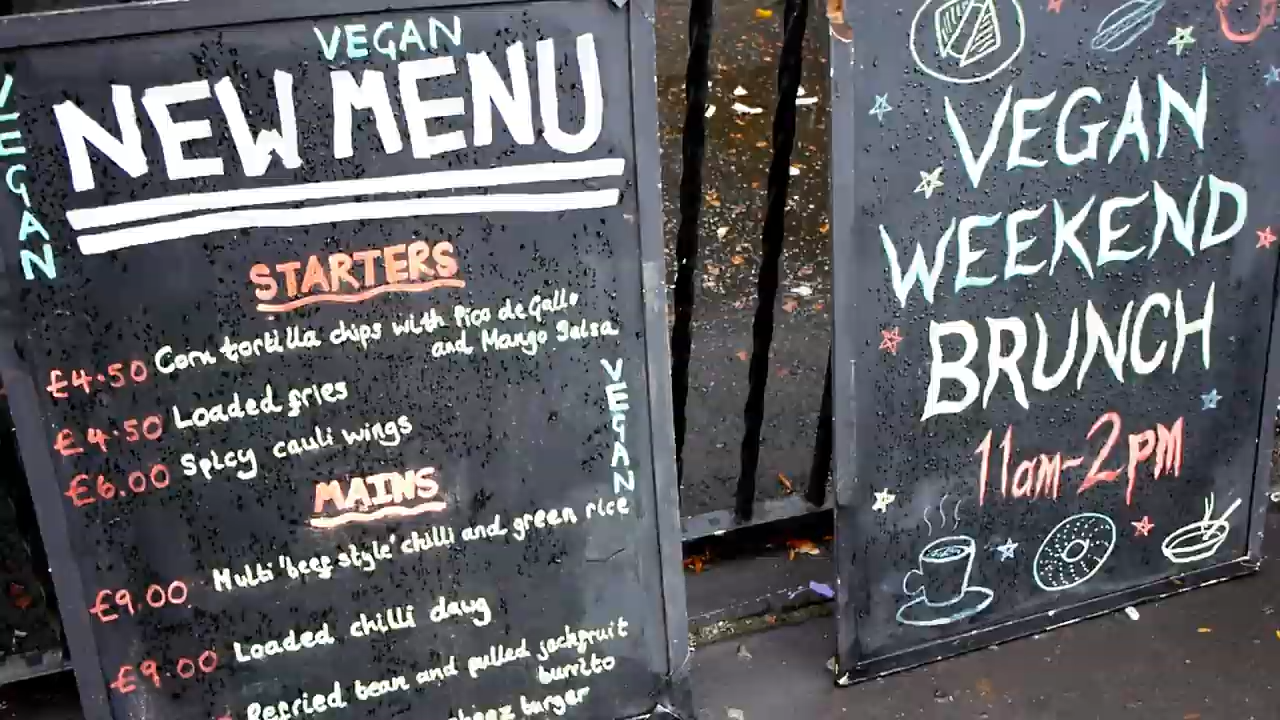 VEGAN
NEW MENU
VEGAN
STARTERS
£4.50 Corn tortilla chips with Pico de Gallo
and Mango Salsa
£4.50 Loaded fries
£6.00 Spicy cauli wings
VEGAN
MAINS
£9.00 Multi 'beef style' chilli and green rice
£9.00 Loaded chilli dawg
Refried bean and pulled jackfruit
burrito
cheez burger
VEGAN
WEEKEND
BRUNCH
11am-2pm